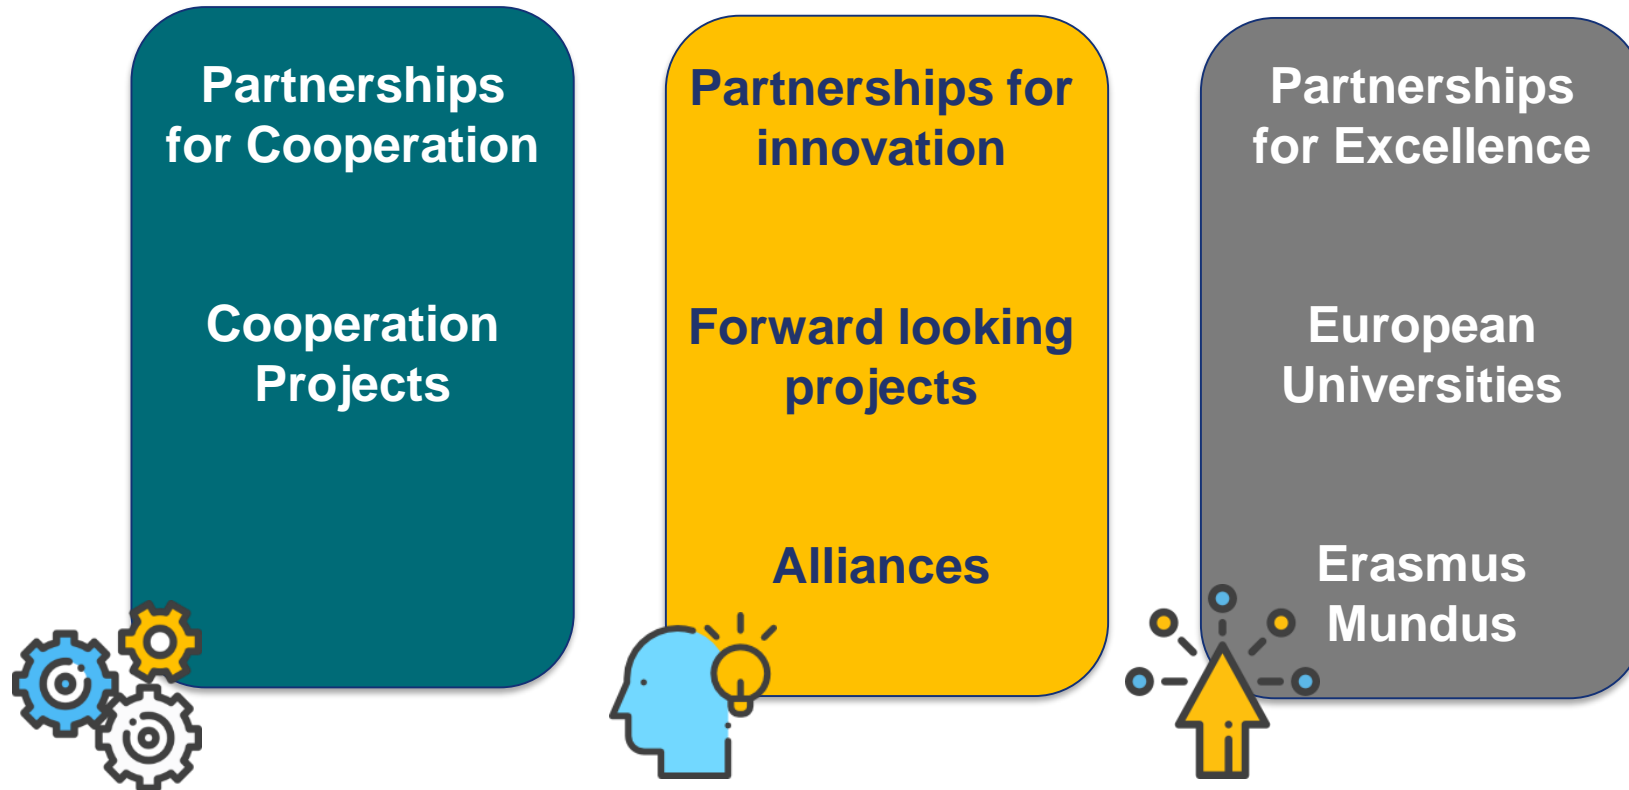 Partnerships
for Cooperation
Cooperation
Projects
Partnerships for
innovation
Forward looking
projects
Alliances
Partnerships
for Excellence
European
Universities
Erasmus
Mundus